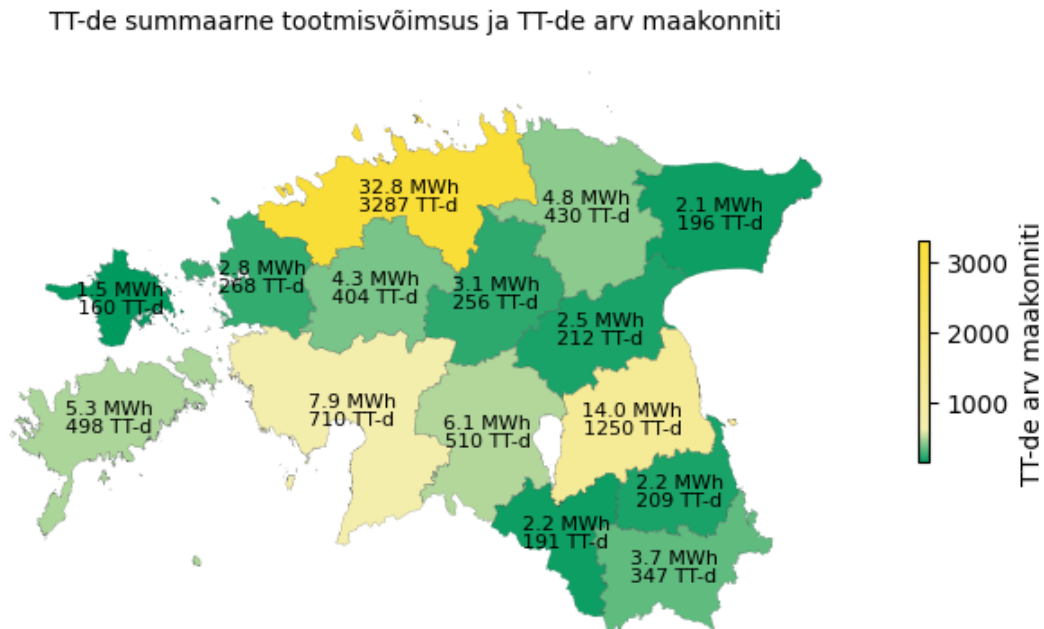 TT-de summaarne tootmisvõimsus ja TT-de arv maakonniti
32.8 MWh
3287 TT-d
4.8 MWh
430 TT-d
2.1 MWh
196 TT-d
2.8 MWh
268 TT-d
4.3 MWh
404 TT-d
3.1 MWh
256 TT-d
1.5 MWh
160 TT-d
2.5 MWh
212 TT-d
5.3 MWh
498 TT-d
7.9 MWh
710 TT-d
6.1 MWh
510 TT-d
14.0 MWh
1250 TT-d
2.2 MWh
209 TT-d
2.2 MWh
191 TT-d
3.7 MWh
347 TT-d
3000
2000
1000
TT-de arv maakonniti